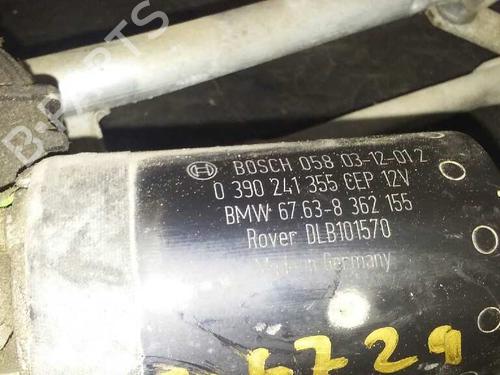 B-PARTS
BOSCH 058 03-12-01 2
0 390 241 355 CEP 12V
BMW 67.63-8 362 155
Rover DLB101570
Made in Germany
6729